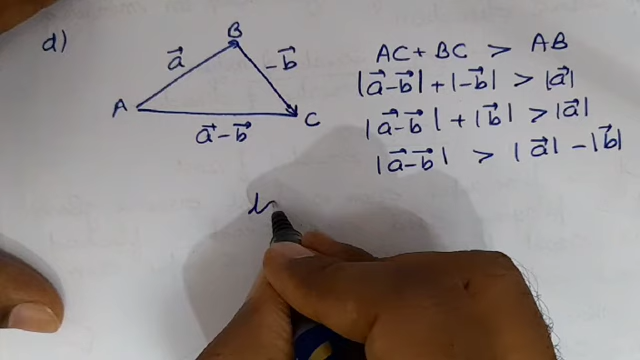 d)
B
a⃗
-b⃗
A
C
a⃗-b⃗
AC + BC > AB
|a⃗-b⃗| + |-b⃗| > |a⃗|
|a⃗-b⃗| + |b⃗| > |a⃗|
|a⃗-b⃗| > |a⃗| - |b⃗|